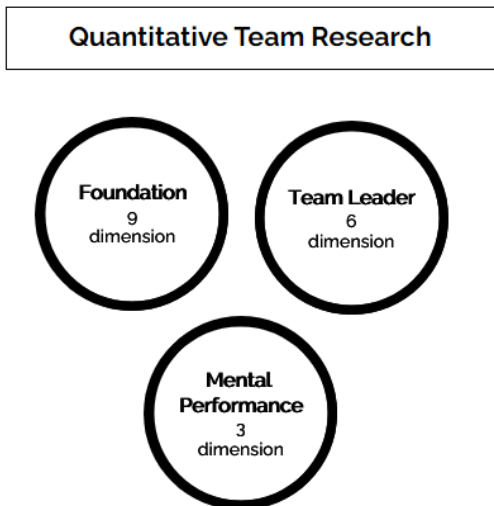 Quantitative Team Research
Foundation
9
dimension
Team Leader
6
dimension
Mental
Performance
3
dimension